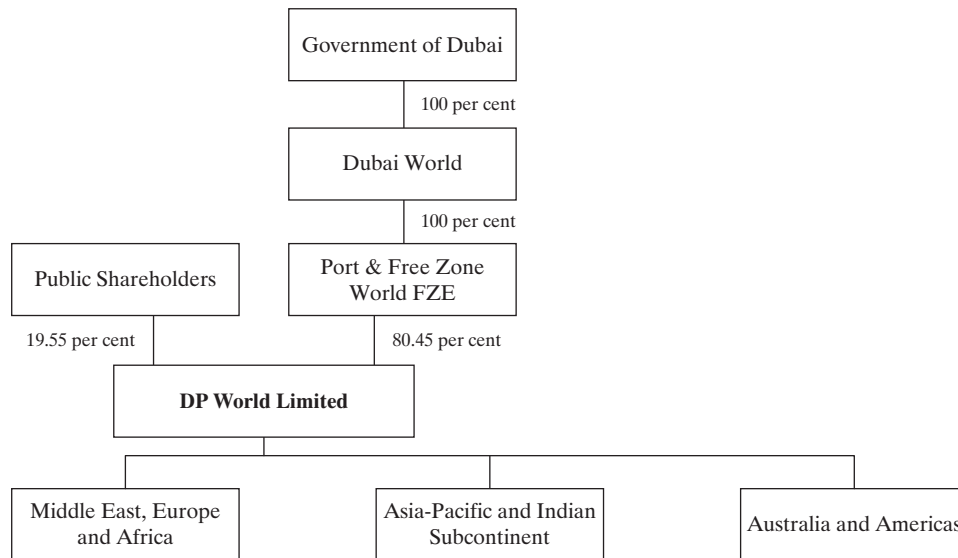 Government of Dubai
100 per cent
Dubai World
100 per cent
Public Shareholders
Port & Free Zone
World FZE
19.55 per cent
80.45 per cent
DP World Limited
Middle East, Europe
and Africa
Asia-Pacific and Indian
Subcontinent
Australia and Americas